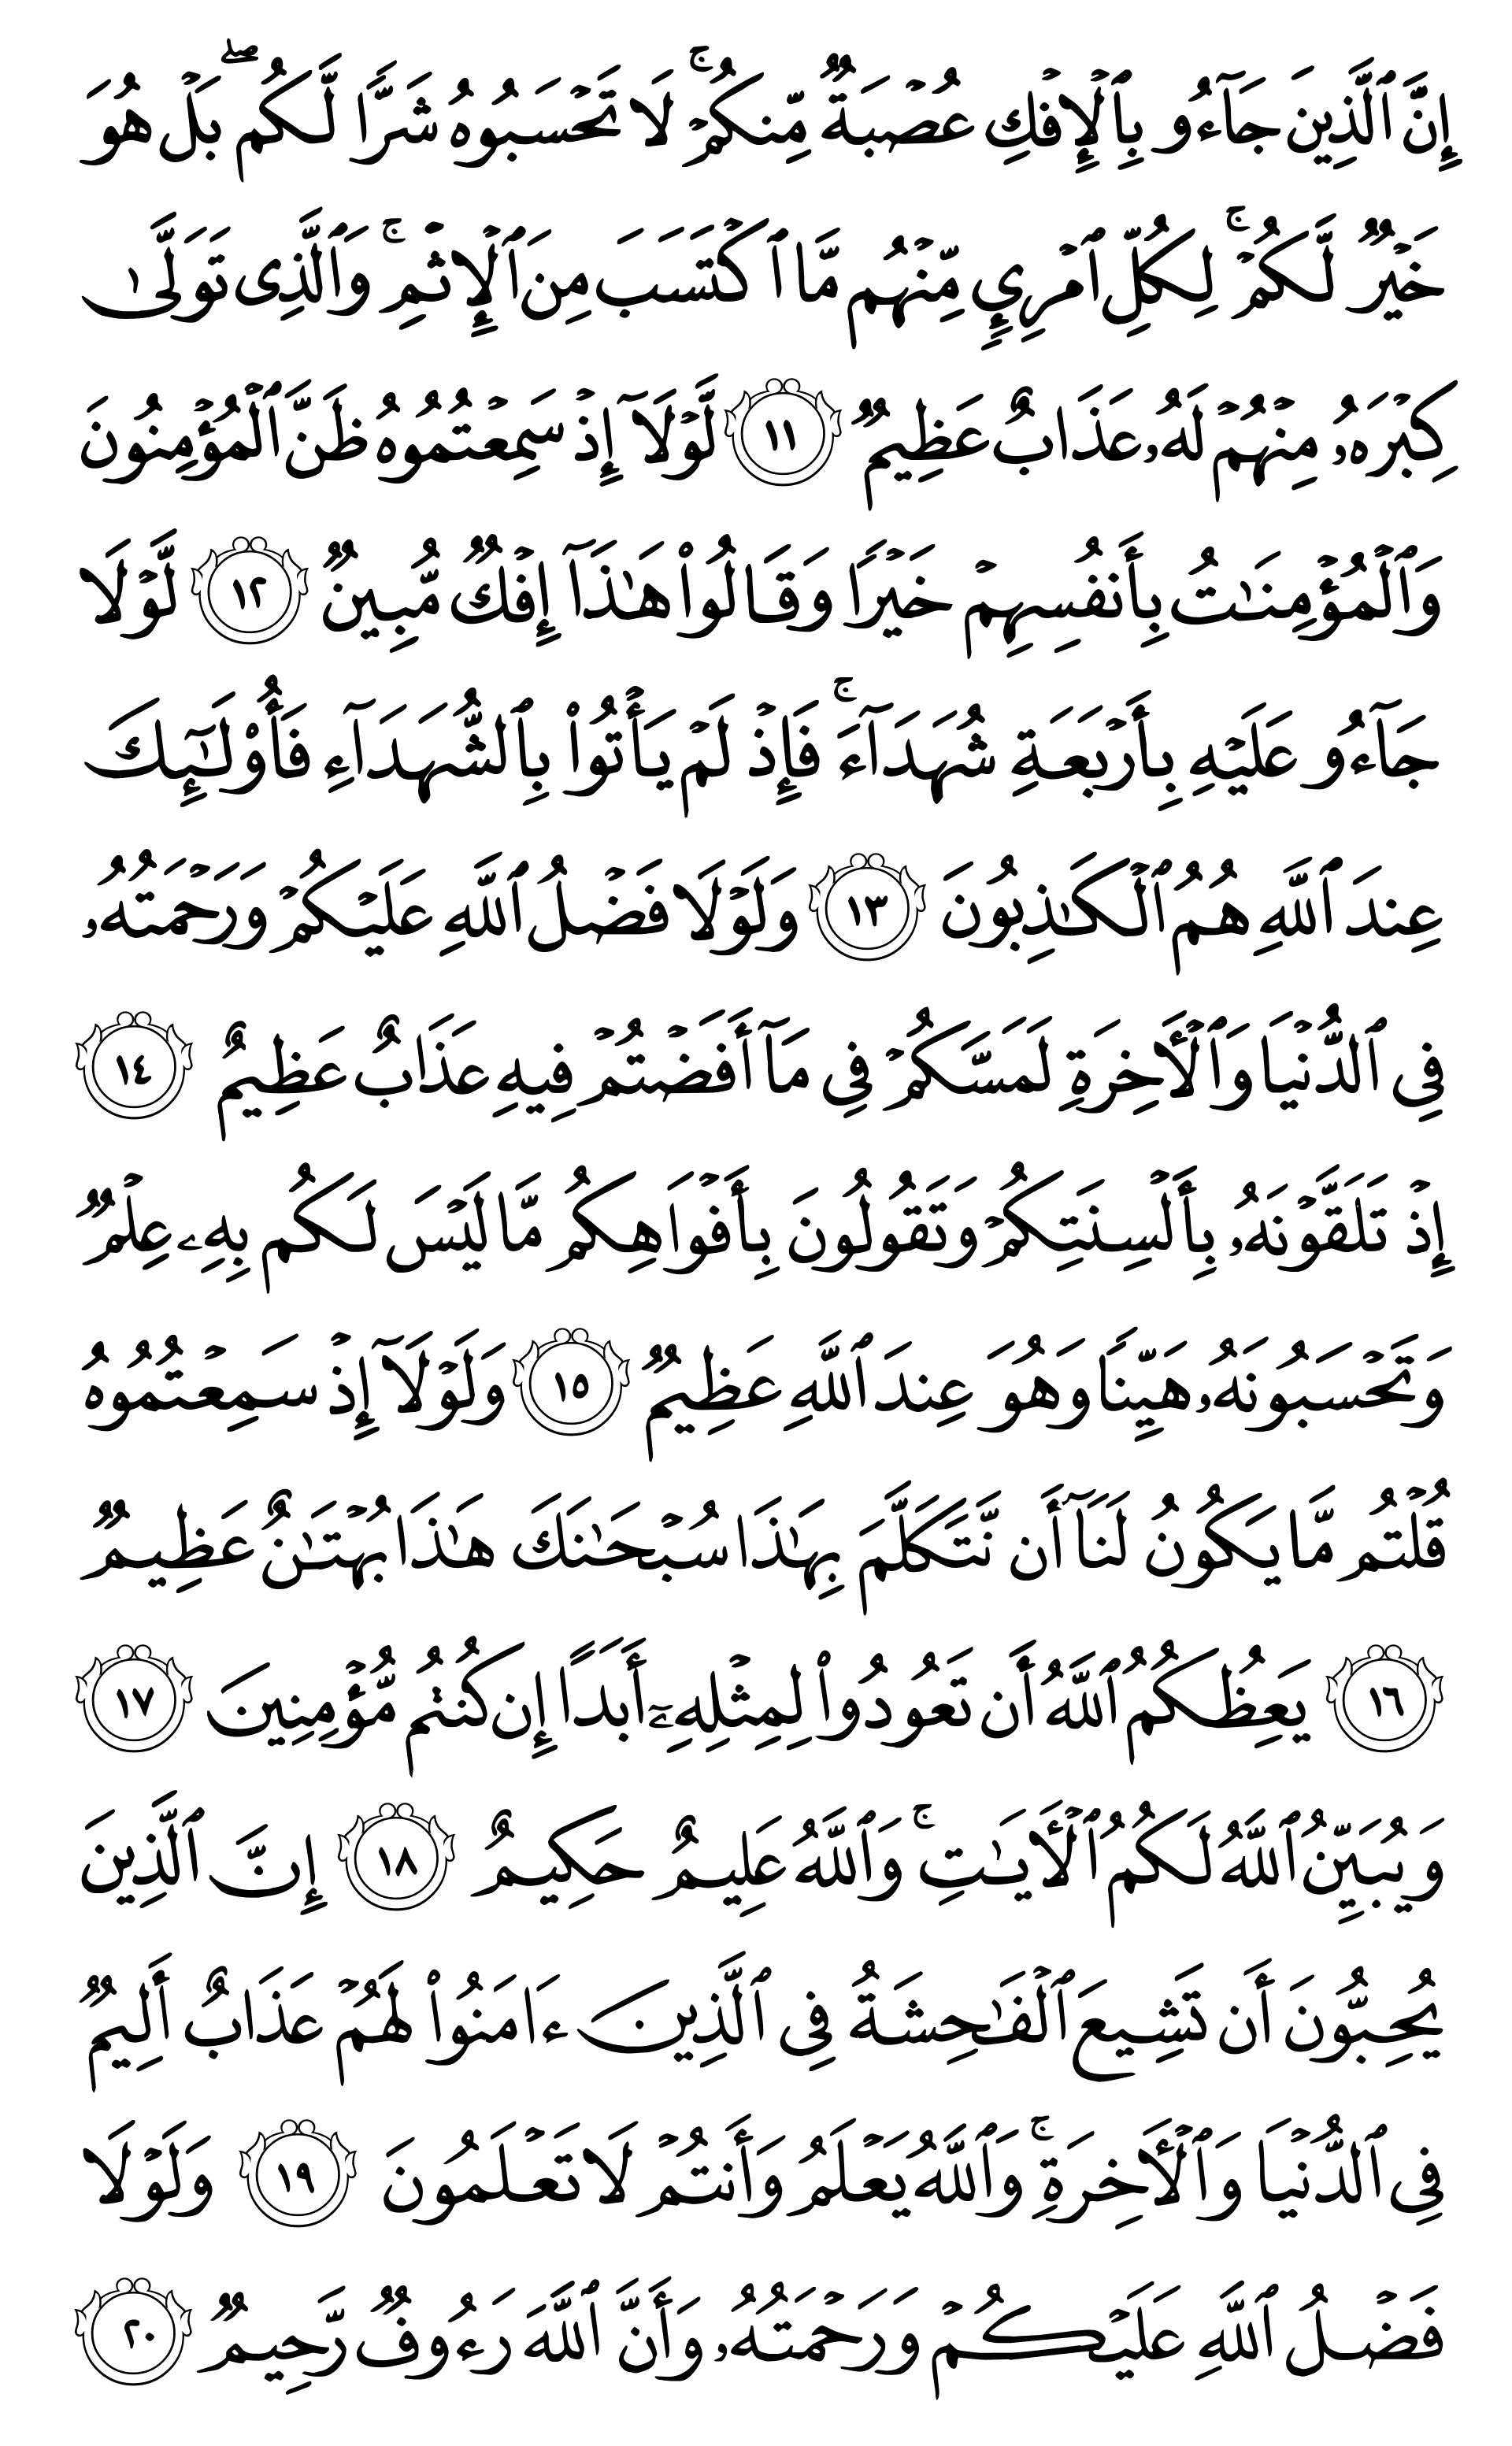 إِنَّ ٱلَّذِينَ جَآءُو بِٱلْإِفْكِ عُصْبَةٌ مِّنكُمْ ۚ لَا تَحْسَبُوهُ شَرًّا لَّكُم ۖ بَلْ هُوَ
خَيْرٌ لَّكُمْ ۚ لِكُلِّ ٱمْرِئٍ مِّنْهُم مَّا ٱكْتَسَبَ مِنَ ٱلْإِثْمِ ۚ وَٱلَّذِى تَوَلَّىٰ
كِبْرَهُۥ مِنْهُمْ لَهُۥ عَذَابٌ عَظِيمٌ ١١ لَّوْلَآ إِذْ سَمِعْتُمُوهُ ظَنَّ ٱلْمُؤْمِنُونَ
وَٱلْمُؤْمِنَـٰتُ بِأَنفُسِهِمْ خَيْرًا وَقَالُوا۟ هَـٰذَآ إِفْكٌ مُّبِينٌ ١٢ لَّوْلَا
جَآءُو عَلَيْهِ بِأَرْبَعَةِ شُهَدَآءَ ۚ فَإِذْ لَمْ يَأْتُوا۟ بِٱلشُّهَدَآءِ فَأُو۟لَـٰٓئِكَ
عِندَ ٱللَّهِ هُمُ ٱلْكَـٰذِبُونَ ١٣ وَلَوْلَا فَضْلُ ٱللَّهِ عَلَيْكُمْ وَرَحْمَتُهُۥ
فِى ٱلدُّنْيَا وَٱلْـَٔاخِرَةِ لَمَسَّكُمْ فِى مَآ أَفَضْتُمْ فِيهِ عَذَابٌ عَظِيمٌ ١٤
إِذْ تَلَقَّوْنَهُۥ بِأَلْسِنَتِكُمْ وَتَقُولُونَ بِأَفْوَاهِكُم مَّا لَيْسَ لَكُم بِهِۦ عِلْمٌ
وَتَحْسَبُونَهُۥ هَيِّنًا وَهُوَ عِندَ ٱللَّهِ عَظِيمٌ ١٥ وَلَوْلَآ إِذْ سَمِعْتُمُوهُ
قُلْتُم مَّا يَكُونُ لَنَآ أَن نَّتَكَلَّمَ بِهَـٰذَا سُبْحَـٰنَكَ هَـٰذَا بُهْتَـٰنٌ عَظِيمٌ
١٦ يَعِظُكُمُ ٱللَّهُ أَن تَعُودُوا۟ لِمِثْلِهِۦٓ أَبَدًا إِن كُنتُم مُّؤْمِنِينَ ١٧
وَيُبَيِّنُ ٱللَّهُ لَكُمُ ٱلْـَٔايَـٰتِ ۚ وَٱللَّهُ عَلِيمٌ حَكِيمٌ ١٨ إِنَّ ٱلَّذِينَ
يُحِبُّونَ أَن تَشِيعَ ٱلْفَـٰحِشَةُ فِى ٱلَّذِينَ ءَامَنُوا۟ لَهُمْ عَذَابٌ أَلِيمٌ
فِى ٱلدُّنْيَا وَٱلْـَٔاخِرَةِ ۚ وَٱللَّهُ يَعْلَمُ وَأَنتُمْ لَا تَعْلَمُونَ ١٩ وَلَوْلَا
فَضْلُ ٱللَّهِ عَلَيْكُمْ وَرَحْمَتُهُۥ وَأَنَّ ٱللَّهَ رَءُوفٌ رَّحِيمٌ ٢٠